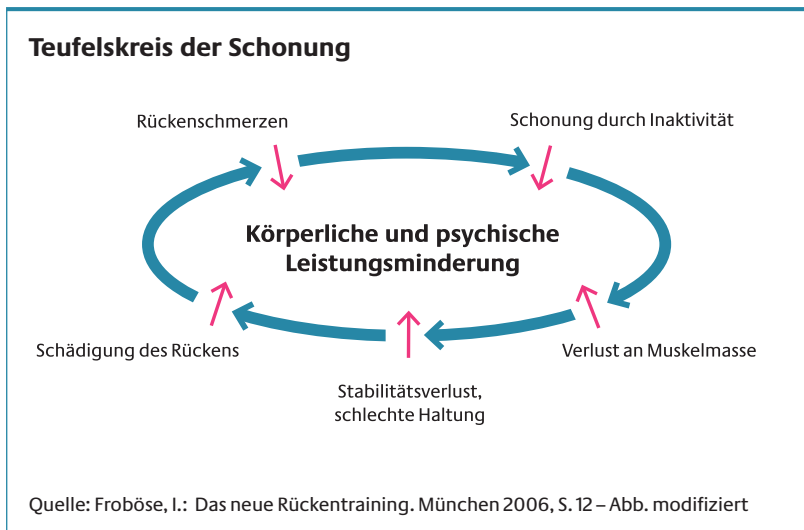 Teufelskreis der Schonung
Rückenschmerzen
Schonung durch Inaktivität
Körperliche und psychische
Leistungsminderung
Schädigung des Rückens
Verlust an Muskelmasse
Stabilitätsverlust,
schlechte Haltung
Quelle: Froböse, I.: Das neue Rückentraining. München 2006, S. 12 – Abb. modifiziert